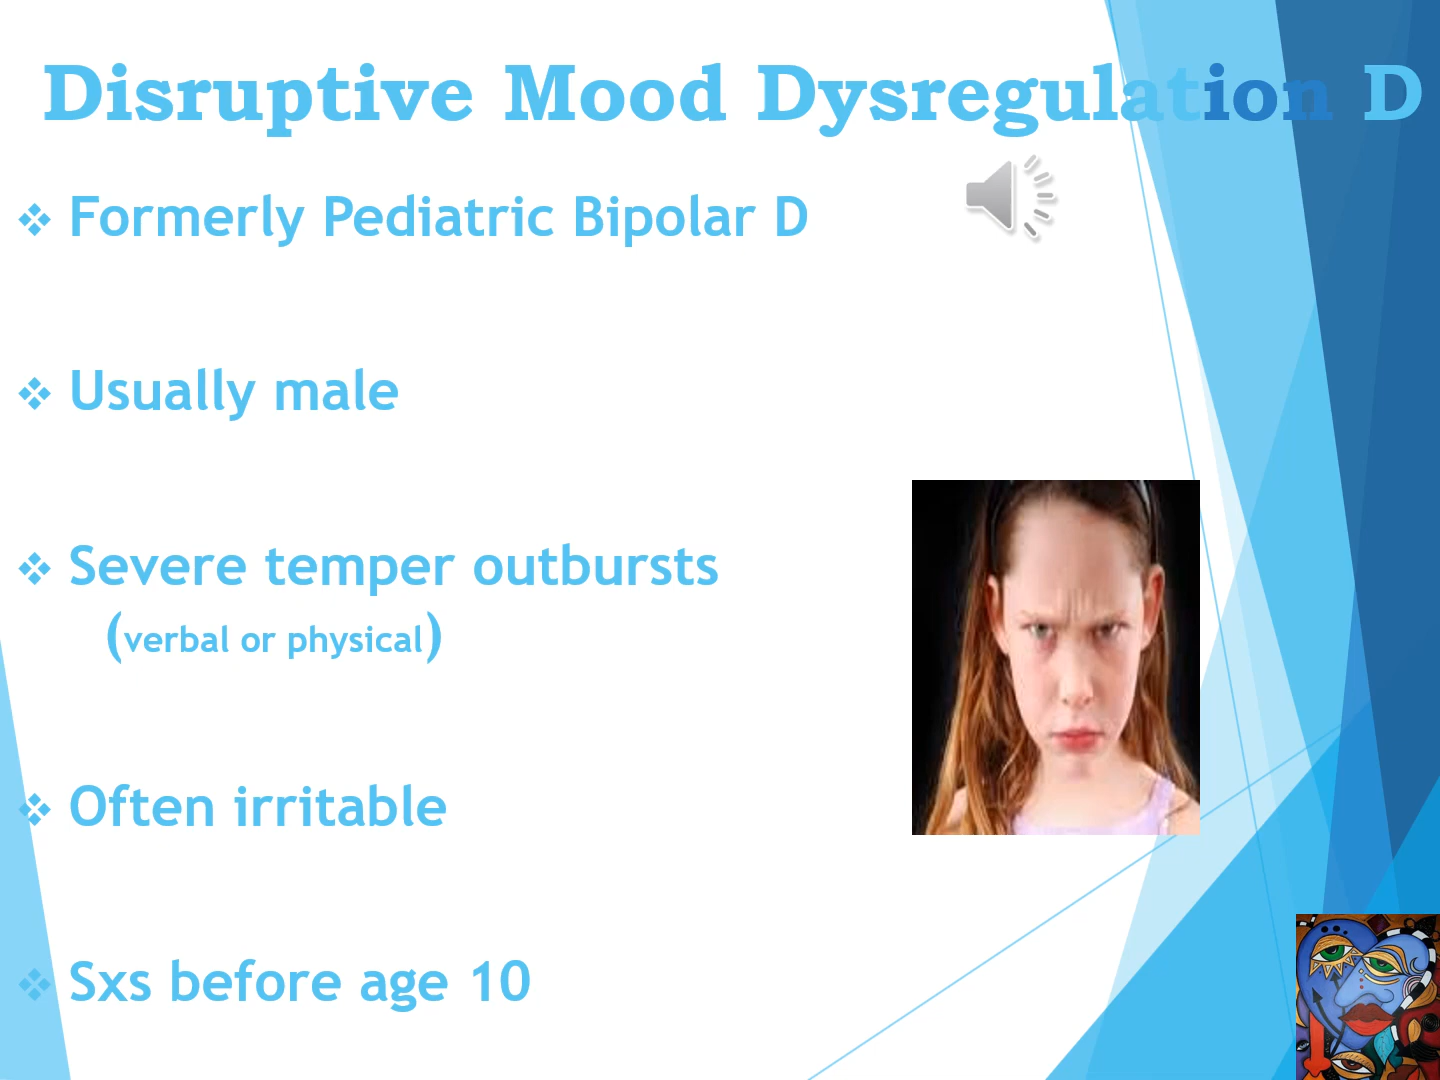 Disruptive Mood Dysregulation D
❖ Formerly Pediatric Bipolar D
❖ Usually male
❖ Severe temper outbursts
(verbal or physical)
❖ Often irritable
❖ Sxs before age 10